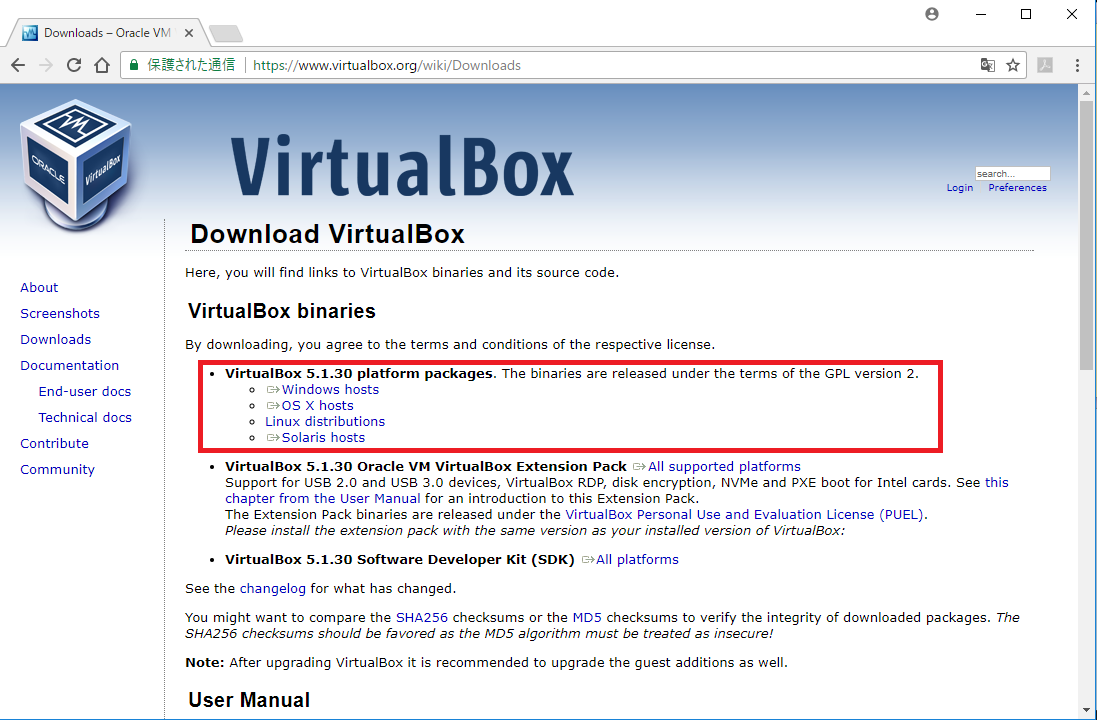 Downloads – Oracle VM
保護された通信
https://www.virtualbox.org/wiki/Downloads
ORACLE
VirtualBox
VirtualBox
search...
Login Preferences
Download VirtualBox
Here, you will find links to VirtualBox binaries and its source code.
About
Screenshots
Downloads
Documentation
End-user docs
Technical docs
Contribute
Community
VirtualBox binaries
By downloading, you agree to the terms and conditions of the respective license.
VirtualBox 5.1.30 platform packages. The binaries are released under the terms of the GPL version 2.
Windows hosts
OS X hosts
Linux distributions
Solaris hosts
VirtualBox 5.1.30 Oracle VM VirtualBox Extension Pack All supported platforms
Support for USB 2.0 and USB 3.0 devices, VirtualBox RDP, disk encryption, NVMe and PXE boot for Intel cards. See this
chapter from the User Manual for an introduction to this Extension Pack.
The Extension Pack binaries are released under the VirtualBox Personal Use and Evaluation License (PUEL).
Please install the extension pack with the same version as your installed version of VirtualBox:
VirtualBox 5.1.30 Software Developer Kit (SDK) All platforms
See the changelog for what has changed.
You might want to compare the SHA256 checksums or the MD5 checksums to verify the integrity of downloaded packages. The
SHA256 checksums should be favored as the MD5 algorithm must be treated as insecure!
Note: After upgrading VirtualBox it is recommended to upgrade the guest additions as well.
User Manual